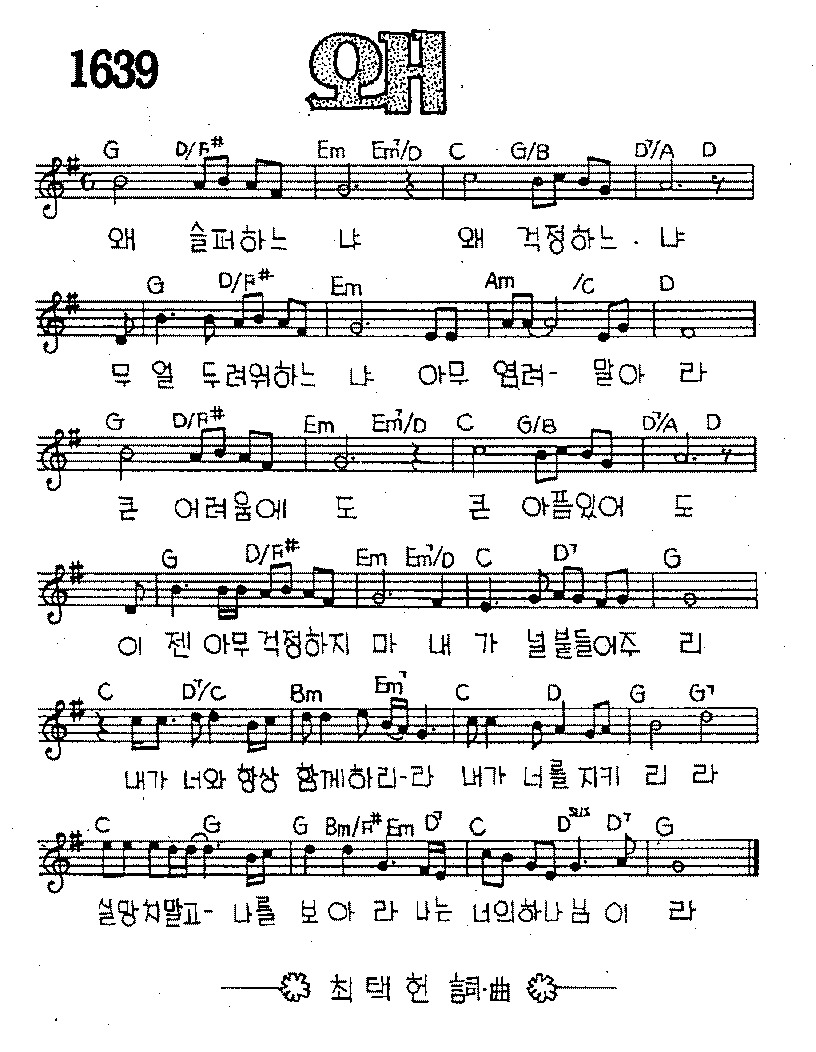 1639
왜
G D/F# Em Em7/D C G/B D7/A D
왜 슬퍼하느 냐 왜 걱정하느 · 냐
G D/F# Em Am /C D
무 얼 두려워하느 냐 아무 염려- 말아 라
G D/F# Em Em7/D C G/B D7/A D
큰 어려움에 도 큰 아픔있어 도
G D/F# Em Em7/D C D7 G
이 젠 아무 걱정하지 마 내 가 널 붙들어주 리
C D7/C Bm Em7 C D G G7
내가 너와 항상 함께하리-라 내가 너를 지키 리 라
C G G Bm/F# Em D7 C Dsus D7 G
실망치말고- 나를 보 아 라 나는 너의하나 님 이 라
최 택 헌 詞·曲